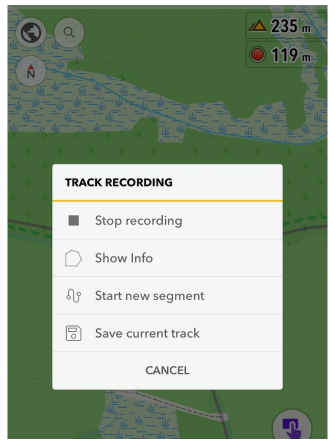 235 m
119 m
N
TRACK RECORDING
Stop recording
Show Info
Start new segment
Save current track
CANCEL